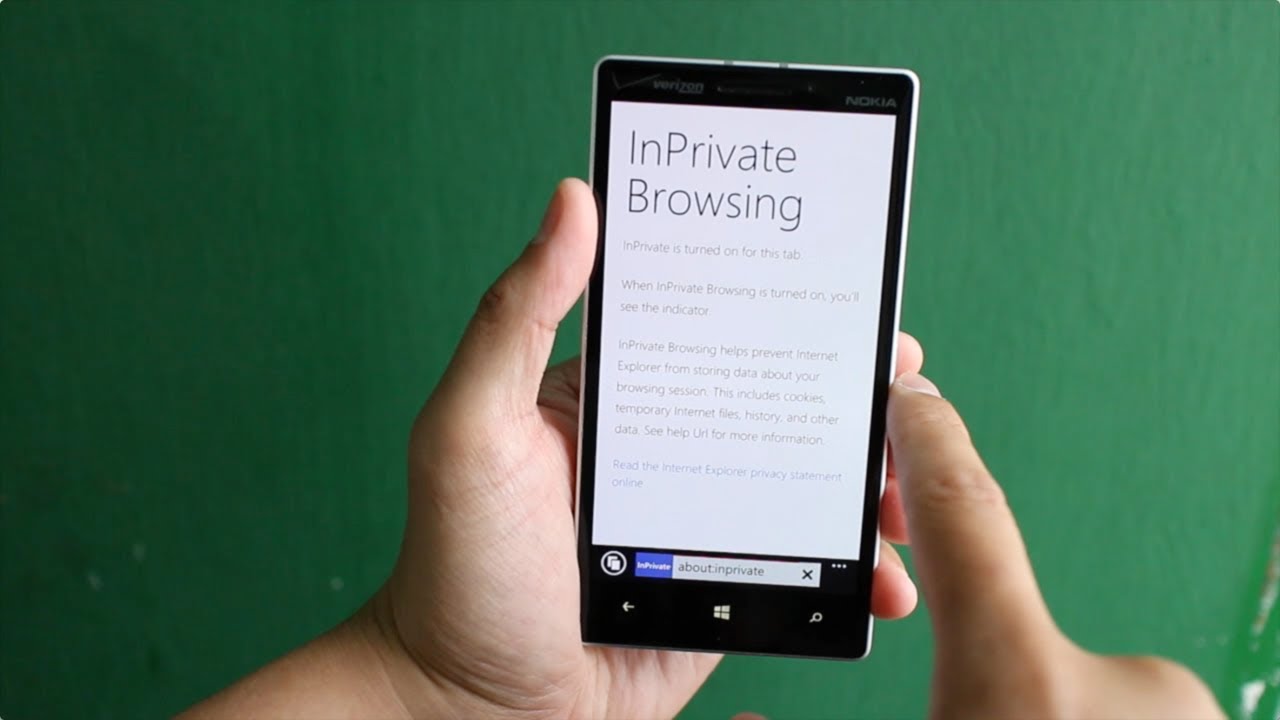 verizon
NOKIA
InPrivate
Browsing
InPrivate is turned on for this tab.
When InPrivate Browsing is turned on, you'll
see the indicator.
InPrivate Browsing helps prevent Internet
Explorer from storing data about your
browsing session. This includes cookies,
temporary Internet files, history, and other
data. See help Url for more information.
Read the Internet Explorer privacy statement
online
InPrivate about:inprivate